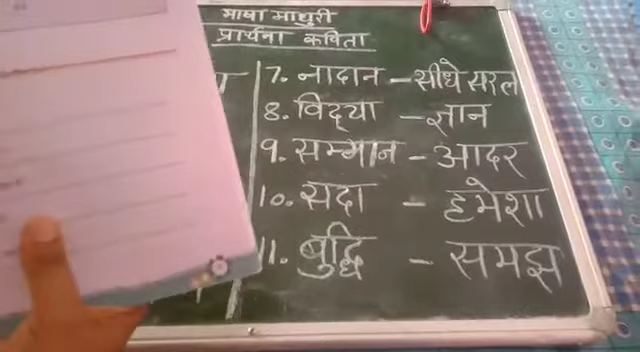 भाषा माधुरी
प्रार्थना कविता
7. नादान – सीधे सरल
8. विद्या – ज्ञान
9. सम्मान – आदर
10. सदा – हमेशा
11. बुद्धि – समझ